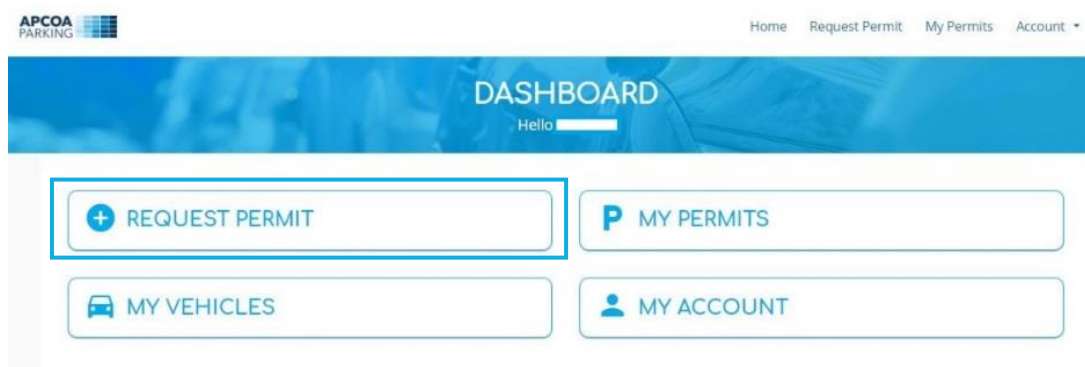 APCOA
PARKING
Home Request Permit My Permits Account
DASHBOARD
Hello
REQUEST PERMIT
P MY PERMITS
MY VEHICLES
MY ACCOUNT